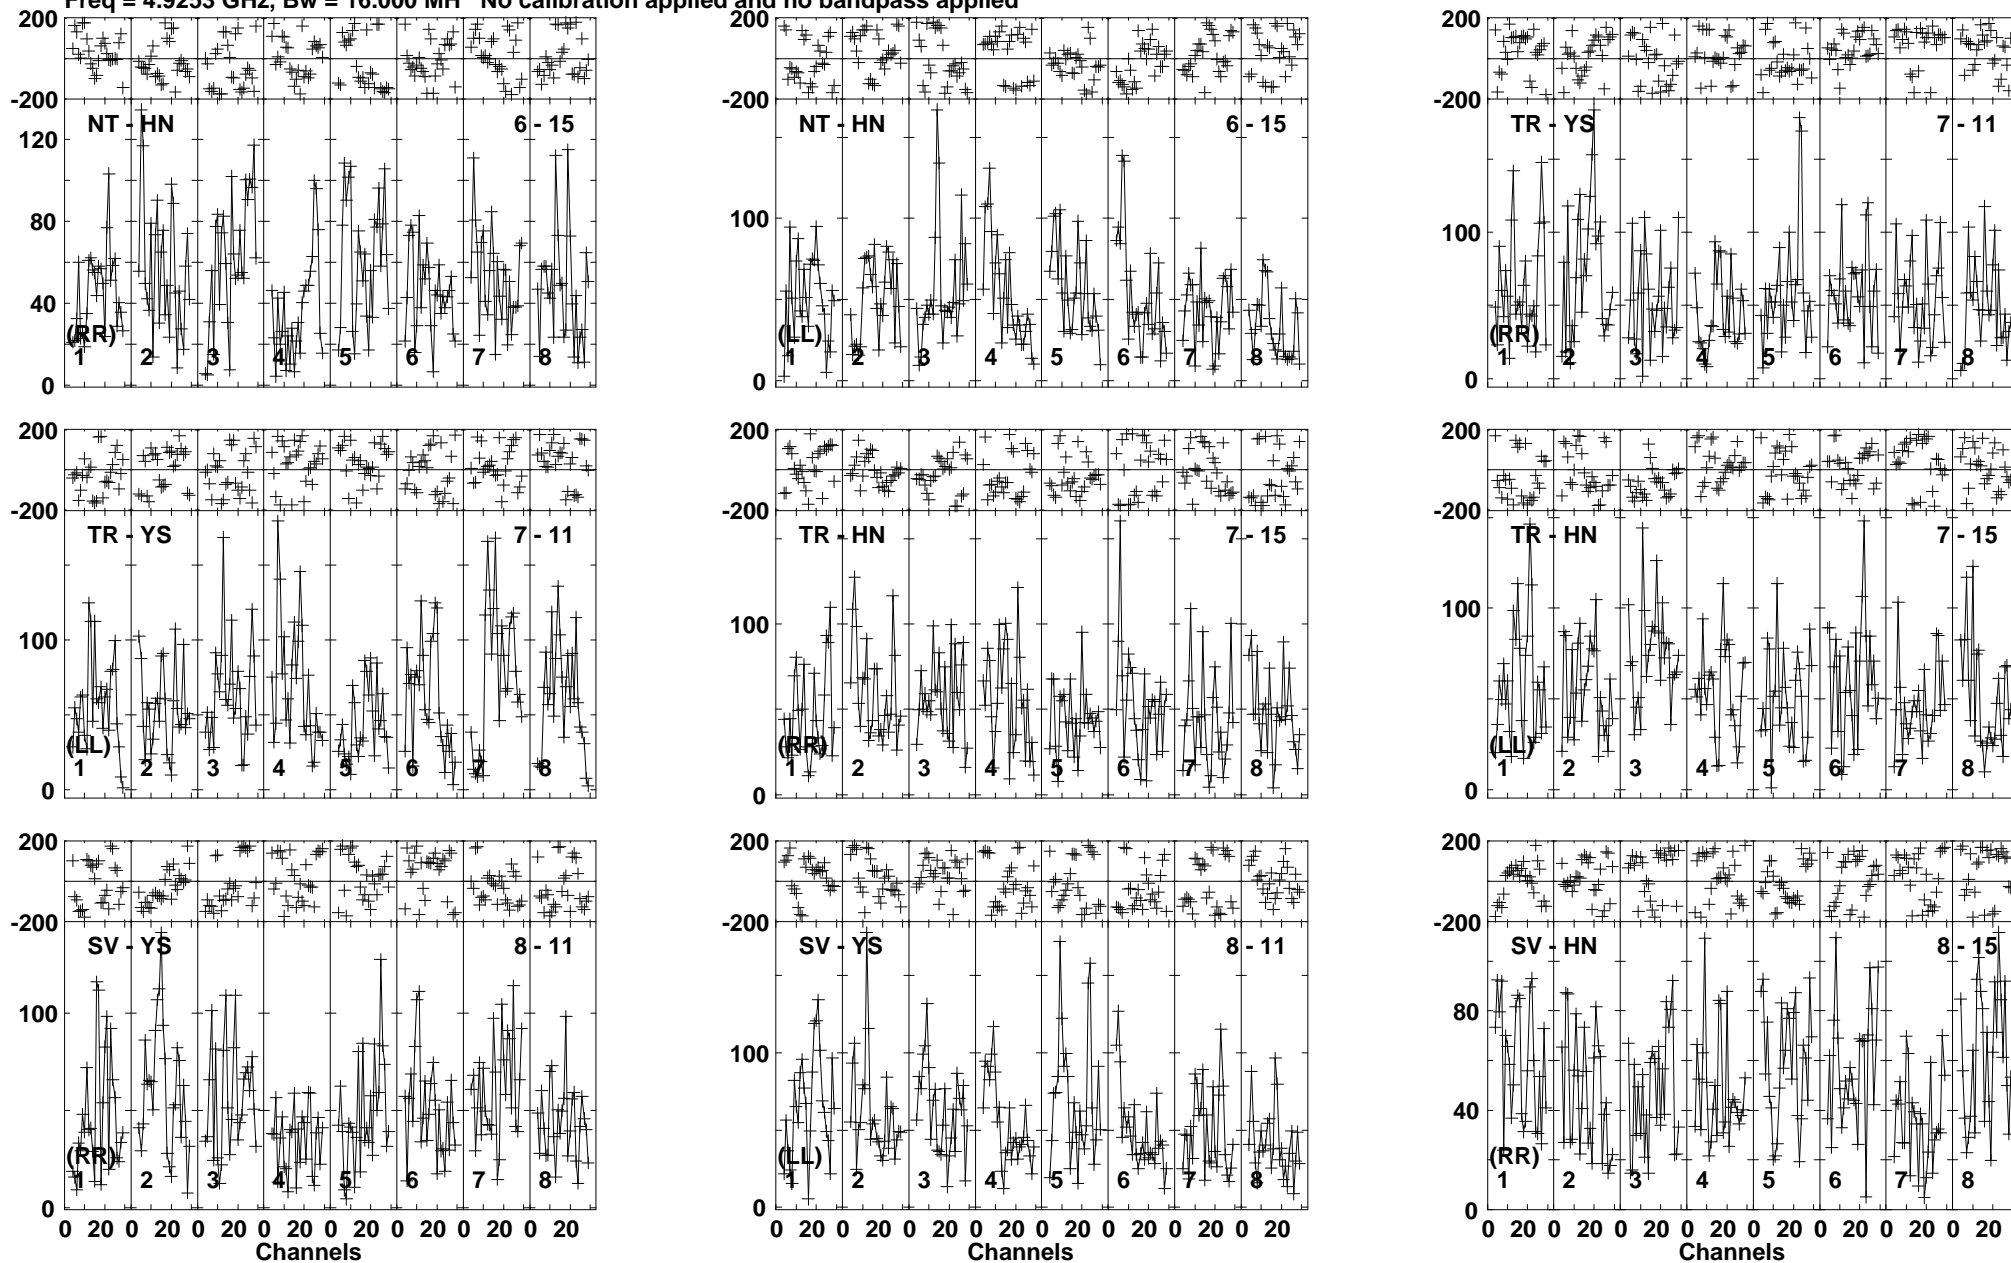 Freq = 4.9253 GHz, Bw = 16.000 MH No calibration applied and no bandpass applied
200 200 200
-200 -200 -200
NT - HN 6 - 15 NT - HN 6 - 15 TR - YS 7 - 11
120
80 100 100
40
(RR) (LL) (RR)
1 2 3 4 5 6 7 8 1 2 3 4 5 6 7 8 1 2 3 4 5 6 7 8
0 0 0
200 200 200
-200 -200 -200
TR - YS 7 - 11 TR - HN 7 - 15 TR - HN 7 - 15
100 100 100
(LL) (RR) (LL)
1 2 3 4 5 6 7 8 1 2 3 4 5 6 7 8 1 2 3 4 5 6 7 8
0 0 0
200 200 200
-200 -200 -200
SV - YS 8 - 11 SV - YS 8 - 11 SV - HN 8 - 15
100 100 80
40
(RR) (LL) (RR)
1 2 3 4 5 6 7 8 1 2 3 4 5 6 7 8 1 2 3 4 5 6 7 8
0 0 0
0 20 0 20 0 20 0 20 0 20 0 20 0 20 0 20 0 20 0 20 0 20 0 20 0 20 0 20 0 20 0 20 0 20 0 20 0 20 0 20 0 20 0 20 0 20 0 20
Channels Channels Channels